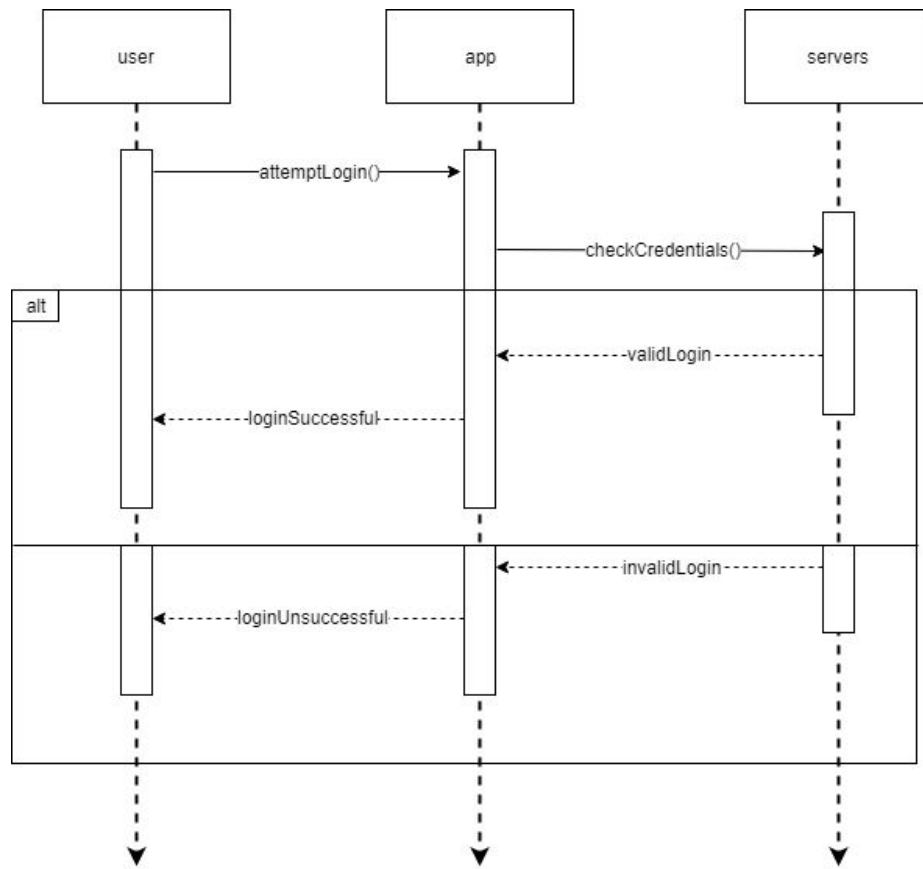 user
app
servers
attemptLogin()
checkCredentials()
alt
validLogin
loginSuccessful
invalidLogin
loginUnsuccessful